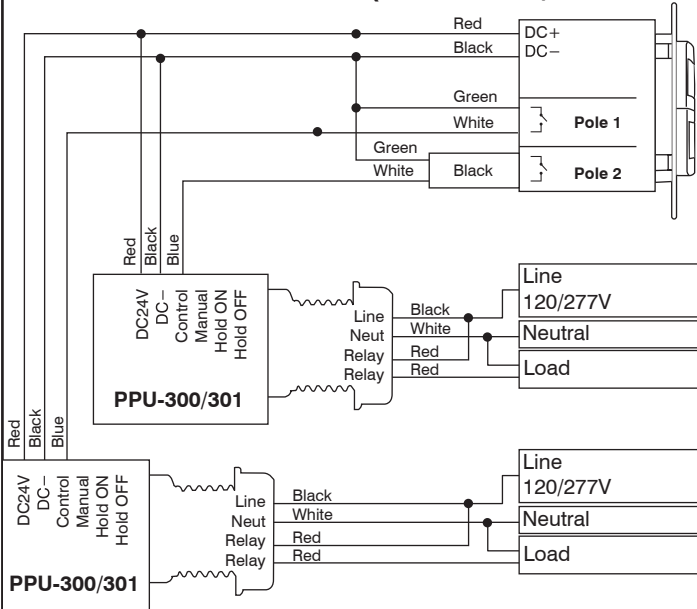 Red
DC+
Black
DC−
Green
White
Pole 1
Green
White
Black
Pole 2
Red
Black
Blue
DC24V
DC−
Control
Manual
Hold ON
Hold OFF
PPU-300/301
Line
Neut
Relay
Relay
Black
White
Red
Red
Line
120/277V
Neutral
Load
Red
Black
Blue
DC24V
DC−
Control
Manual
Hold ON
Hold OFF
PPU-300/301
Line
Neut
Relay
Relay
Black
White
Red
Red
Line
120/277V
Neutral
Load